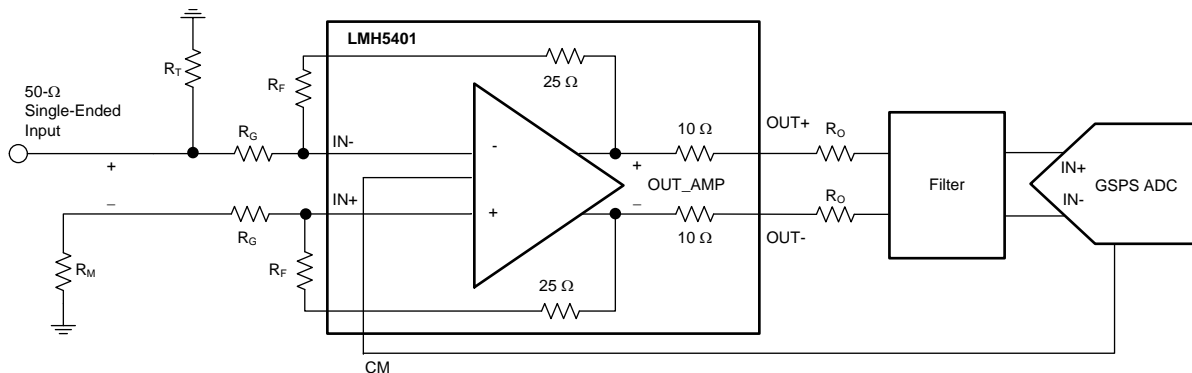 LMH5401
50-Ω
Single-Ended
Input
R_T
R_F
25 Ω
R_G
IN-
+
-
10 Ω
OUT+
R_O
+
OUT_AMP
Filter
IN+
IN-
GSPS ADC
–
R_G
IN+
+
–
10 Ω
OUT-
R_O
R_M
R_F
25 Ω
CM